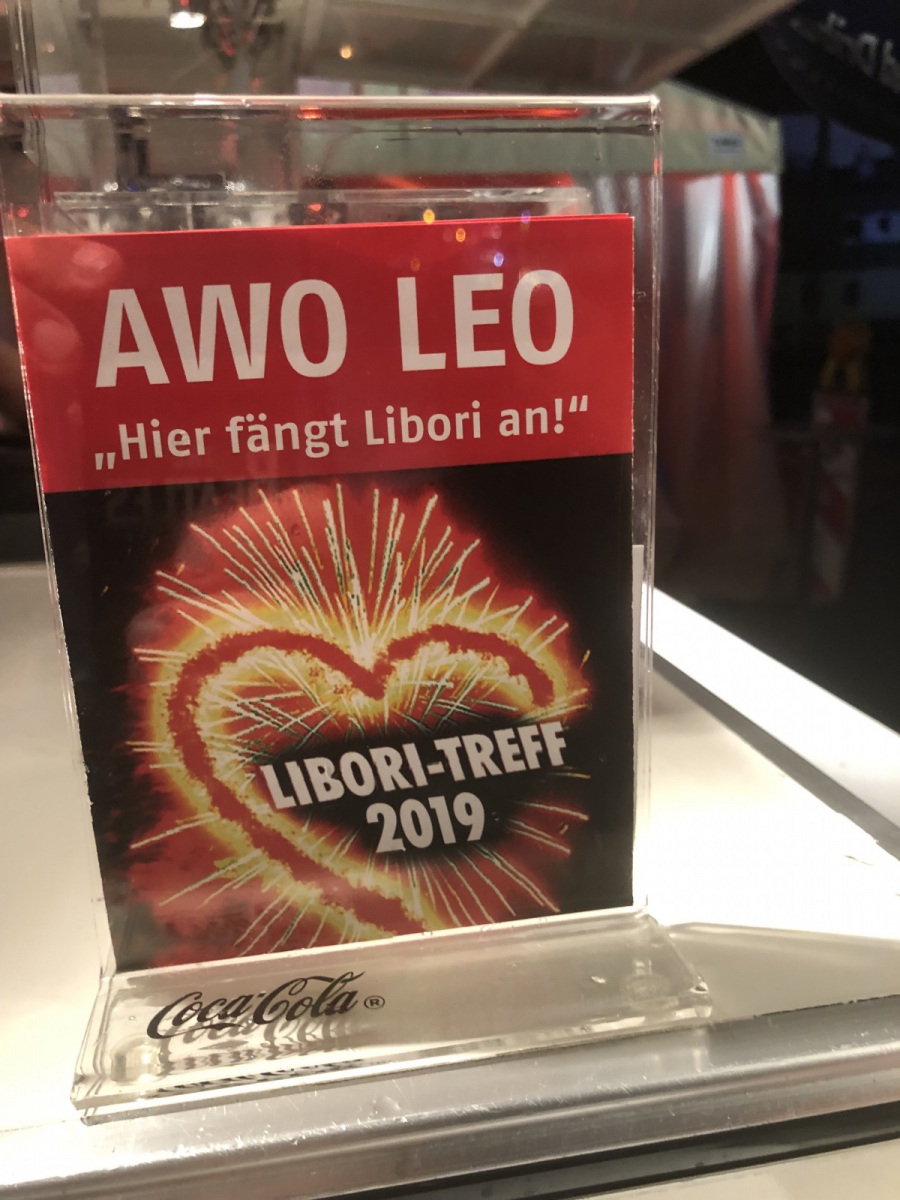 AWO LEO
„Hier fängt Libori an!“
LIBORI-TREFF
2019
Coca-Cola®